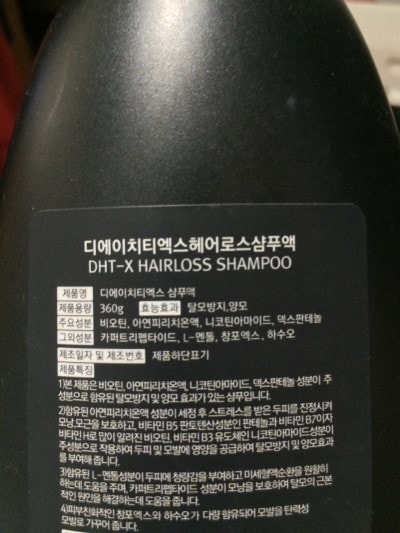 디에이치티엑스헤어로스샴푸액
DHT-X HAIRLOSS SHAMPOO
제품명 디에이치티엑스 샴푸액
제품용량 360g 효능효과 탈모방지,양모
주요성분 비오틴, 아연피리치온액, 니코틴아마이드, 덱스판테놀
그외성분 카퍼트리펩타이드, L-멘톨, 창포엑스, 하수오
제조일자 및 제조번호 제품하단표기
제품특징
1)본 제품은 비오틴, 아연피리치온액, 니코틴아마이드, 덱스판테놀 성분이 주
성분으로 함유된 탈모방지 및 양모 효과가 있는 샴푸입니다.
2)함유된 아연피리치온액 성분이 세정 후 스트레스를 받은 두피를 진정시켜
모낭,모근을 보호하고, 비타민 B5 판토텐산성분인 판테놀과 비타민 B7이자
비타민 H로 많이 알려진 비오틴, 비타민 B3 유도체인 니코틴아마이드성분이
주성분으로 작용하여 두피 및 모발에 영양을 공급하여 탈모방지 및 양모효과
를 부여해 줍니다.
3)함유된 L-멘톨성분이 두피에 청량감을 부여하고 미세혈액순환을 원활히
하는데 도움을 주며, 카퍼트리펩타이드 성분이 모낭을 보호하여 탈모의 근본
적인 원인을 해결하는데 도움을 줍니다.
4)피부친화적인 창포엑스와 하수오가 다량 함유되어 모발을 탄력성
모발로 가꾸어 줍니다.